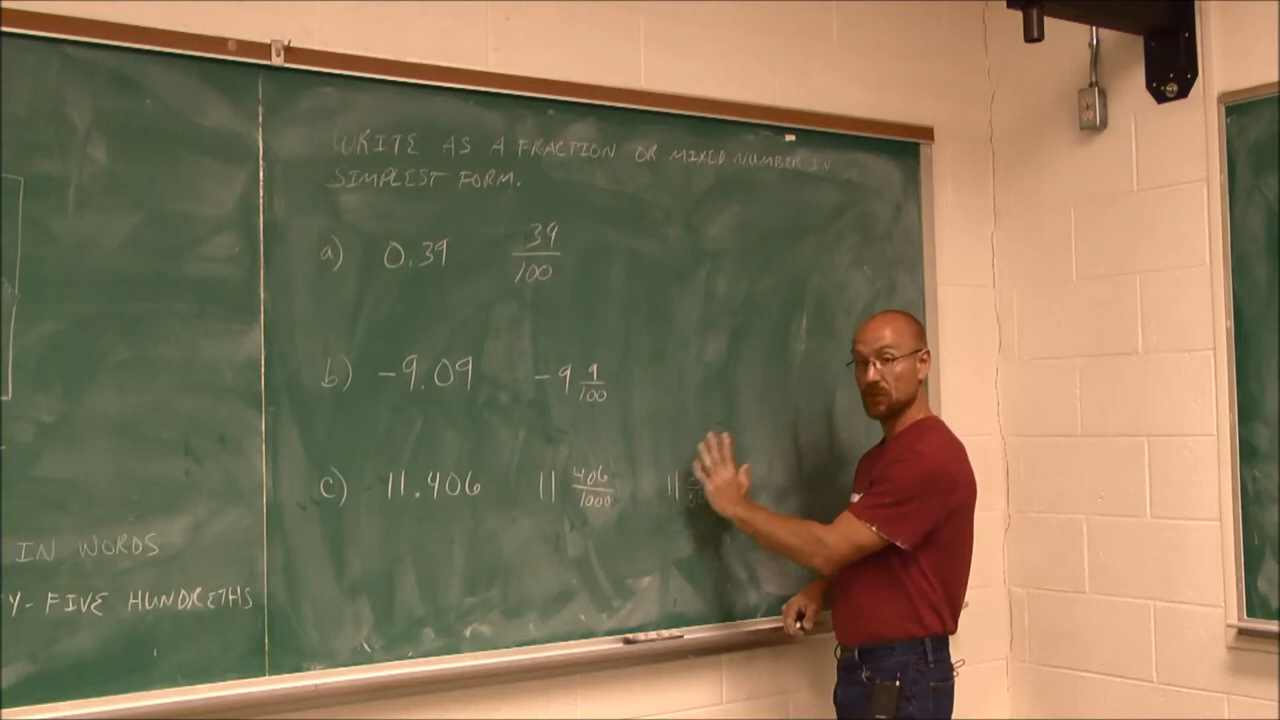 WRITE AS A FRACTION OR MIXED NUMBER IN
SIMPLEST FORM.
a) 0.39 39/100
b) -9.09 -9 9/100
c) 11.406 11 406/1000 11
IN WORDS
Y-FIVE HUNDRETHS